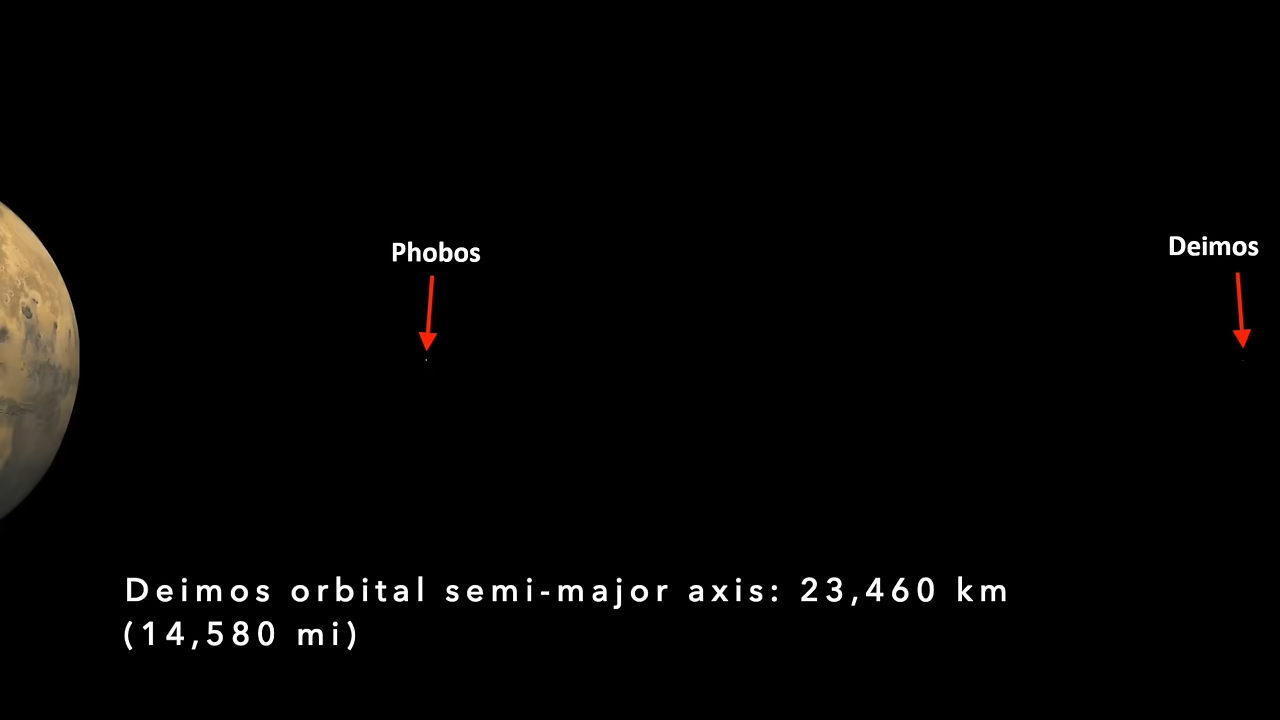 Phobos
Deimos
Deimos orbital semi-major axis: 23,460 km
(14,580 mi)